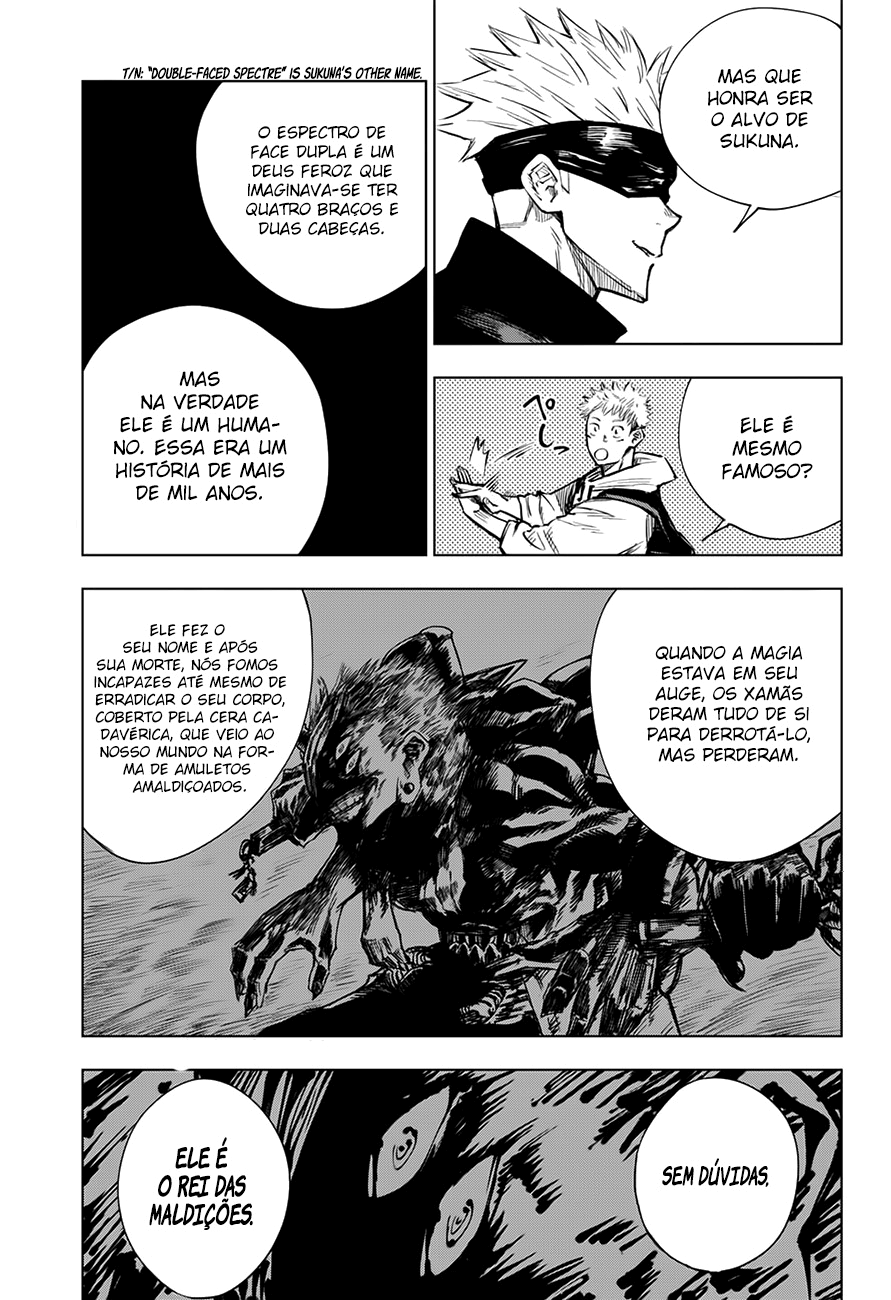 MAS QUE
HONRA SER
O ALVO DE
SUKUNA.
ELE É
MESMO
FAMOSO?
ペ
し
T/N: "DOUBLE-FACED SPECTRE" IS SUKUNA'S OTHER NAME.
O ESPECTRO DE
FACE DUPLA É UM
DEUS FEROZ QUE
IMAGINAVA-SE TER
QUATRO BRAÇOS E
DUAS CABEÇAS.
MAS
NA VERDADE
ELE É UM HUMA-
NO. ESSA ERA UM
HISTÓRIA DE MAIS
DE MIL ANOS.
QUANDO A MAGIA
ESTAVA EM SEU
AUGE, OS XAMÃS
DERAM TUDO DE SI
PARA DERROTÁ-LO,
MAS PERDERAM.
ELE FEZ O
SEU NOME E APÓS
SUA MORTE, NÓS FOMOS
INCAPAZES ATÉ MESMO DE
ERRADICAR O SEU CORPO,
COBERTO PELA CERA CA-
DAVÉRICA, QUE VEIO AO
NOSSO MUNDO NA FOR-
MA DE AMULETOS
AMALDIÇOADOS.
SEM DÚVIDAS,
ELE É
O REI DAS
MALDIÇÕES.